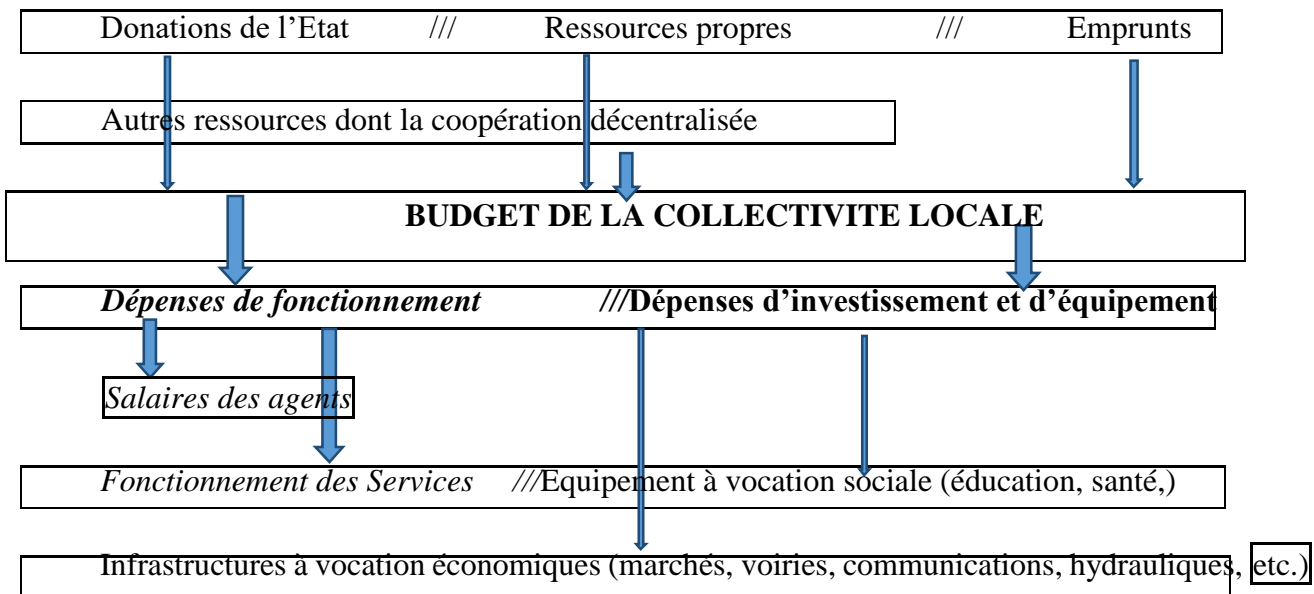 Donations de l’Etat /// Ressources propres /// Emprunts
Autres ressources dont la coopération décentralisée
BUDGET DE LA COLLECTIVITE LOCALE
Dépenses de fonctionnement ///Dépenses d’investissement et d’équipement
Salaires des agents
Fonctionnement des Services ///Equipement à vocation sociale (éducation, santé,)
Infrastructures à vocation économiques (marchés, voiries, communications, hydrauliques, etc.)